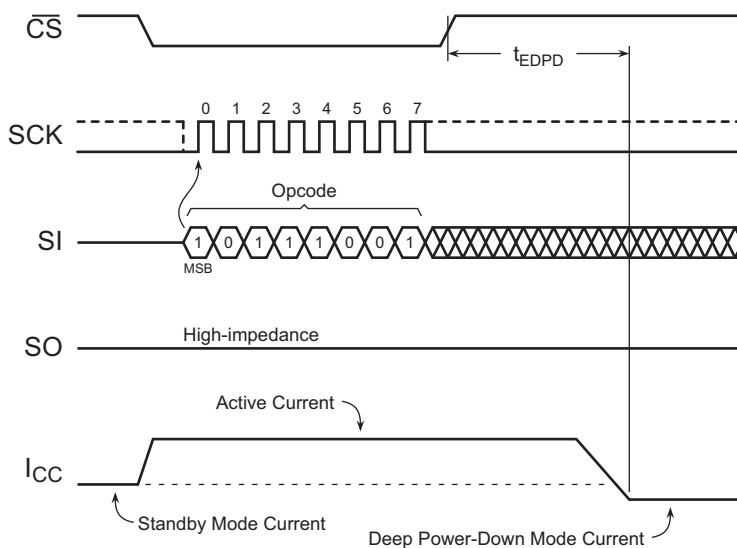 CS
tEDPD
0 1 2 3 4 5 6 7
SCK
Opcode
SI
1 0 1 1 1 0 0 1
MSB
High-impedance
SO
Active Current
ICC
Standby Mode Current
Deep Power-Down Mode Current